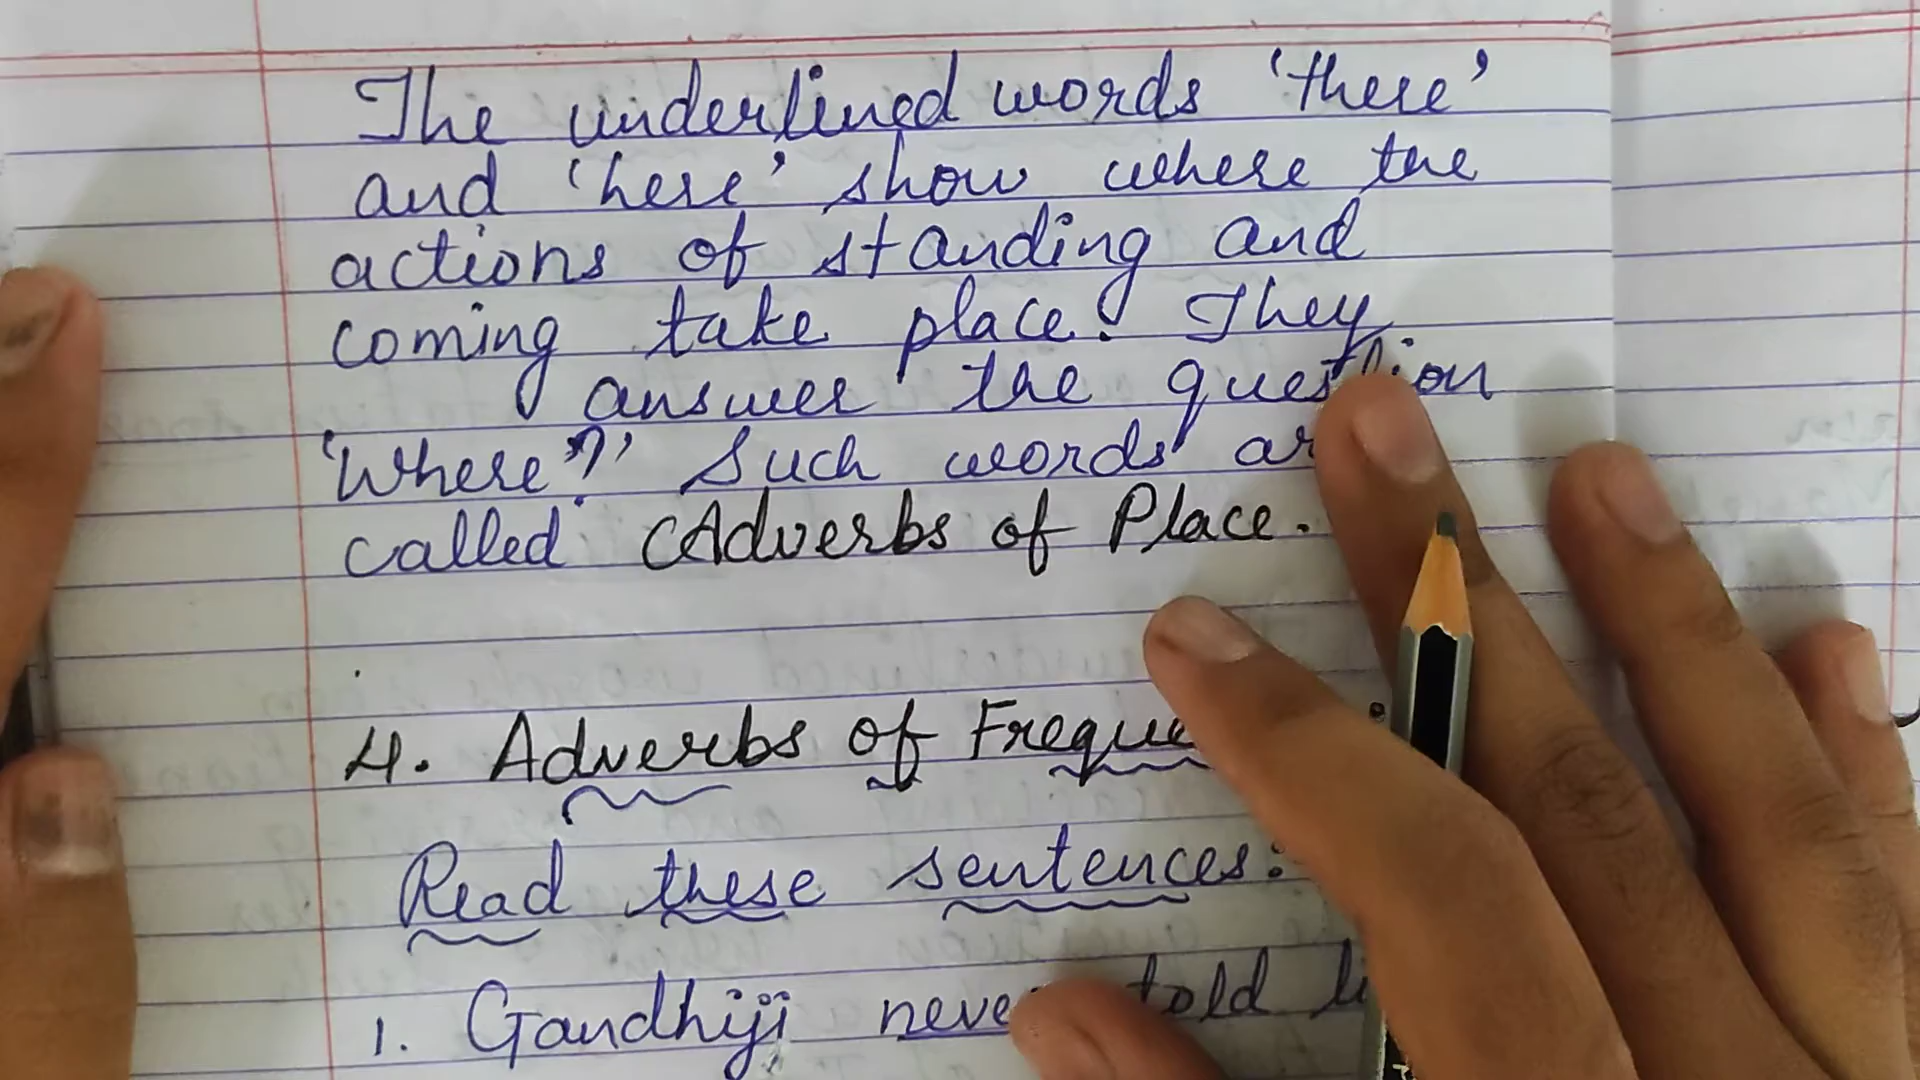 The underlined words 'there'
and 'here' show where the
actions of standing and
coming take place. They
answer the question
'Where?' Such words
called Adverbs of Place.
4. Adverbs of
Read these sentences:
1. Gandhiji told